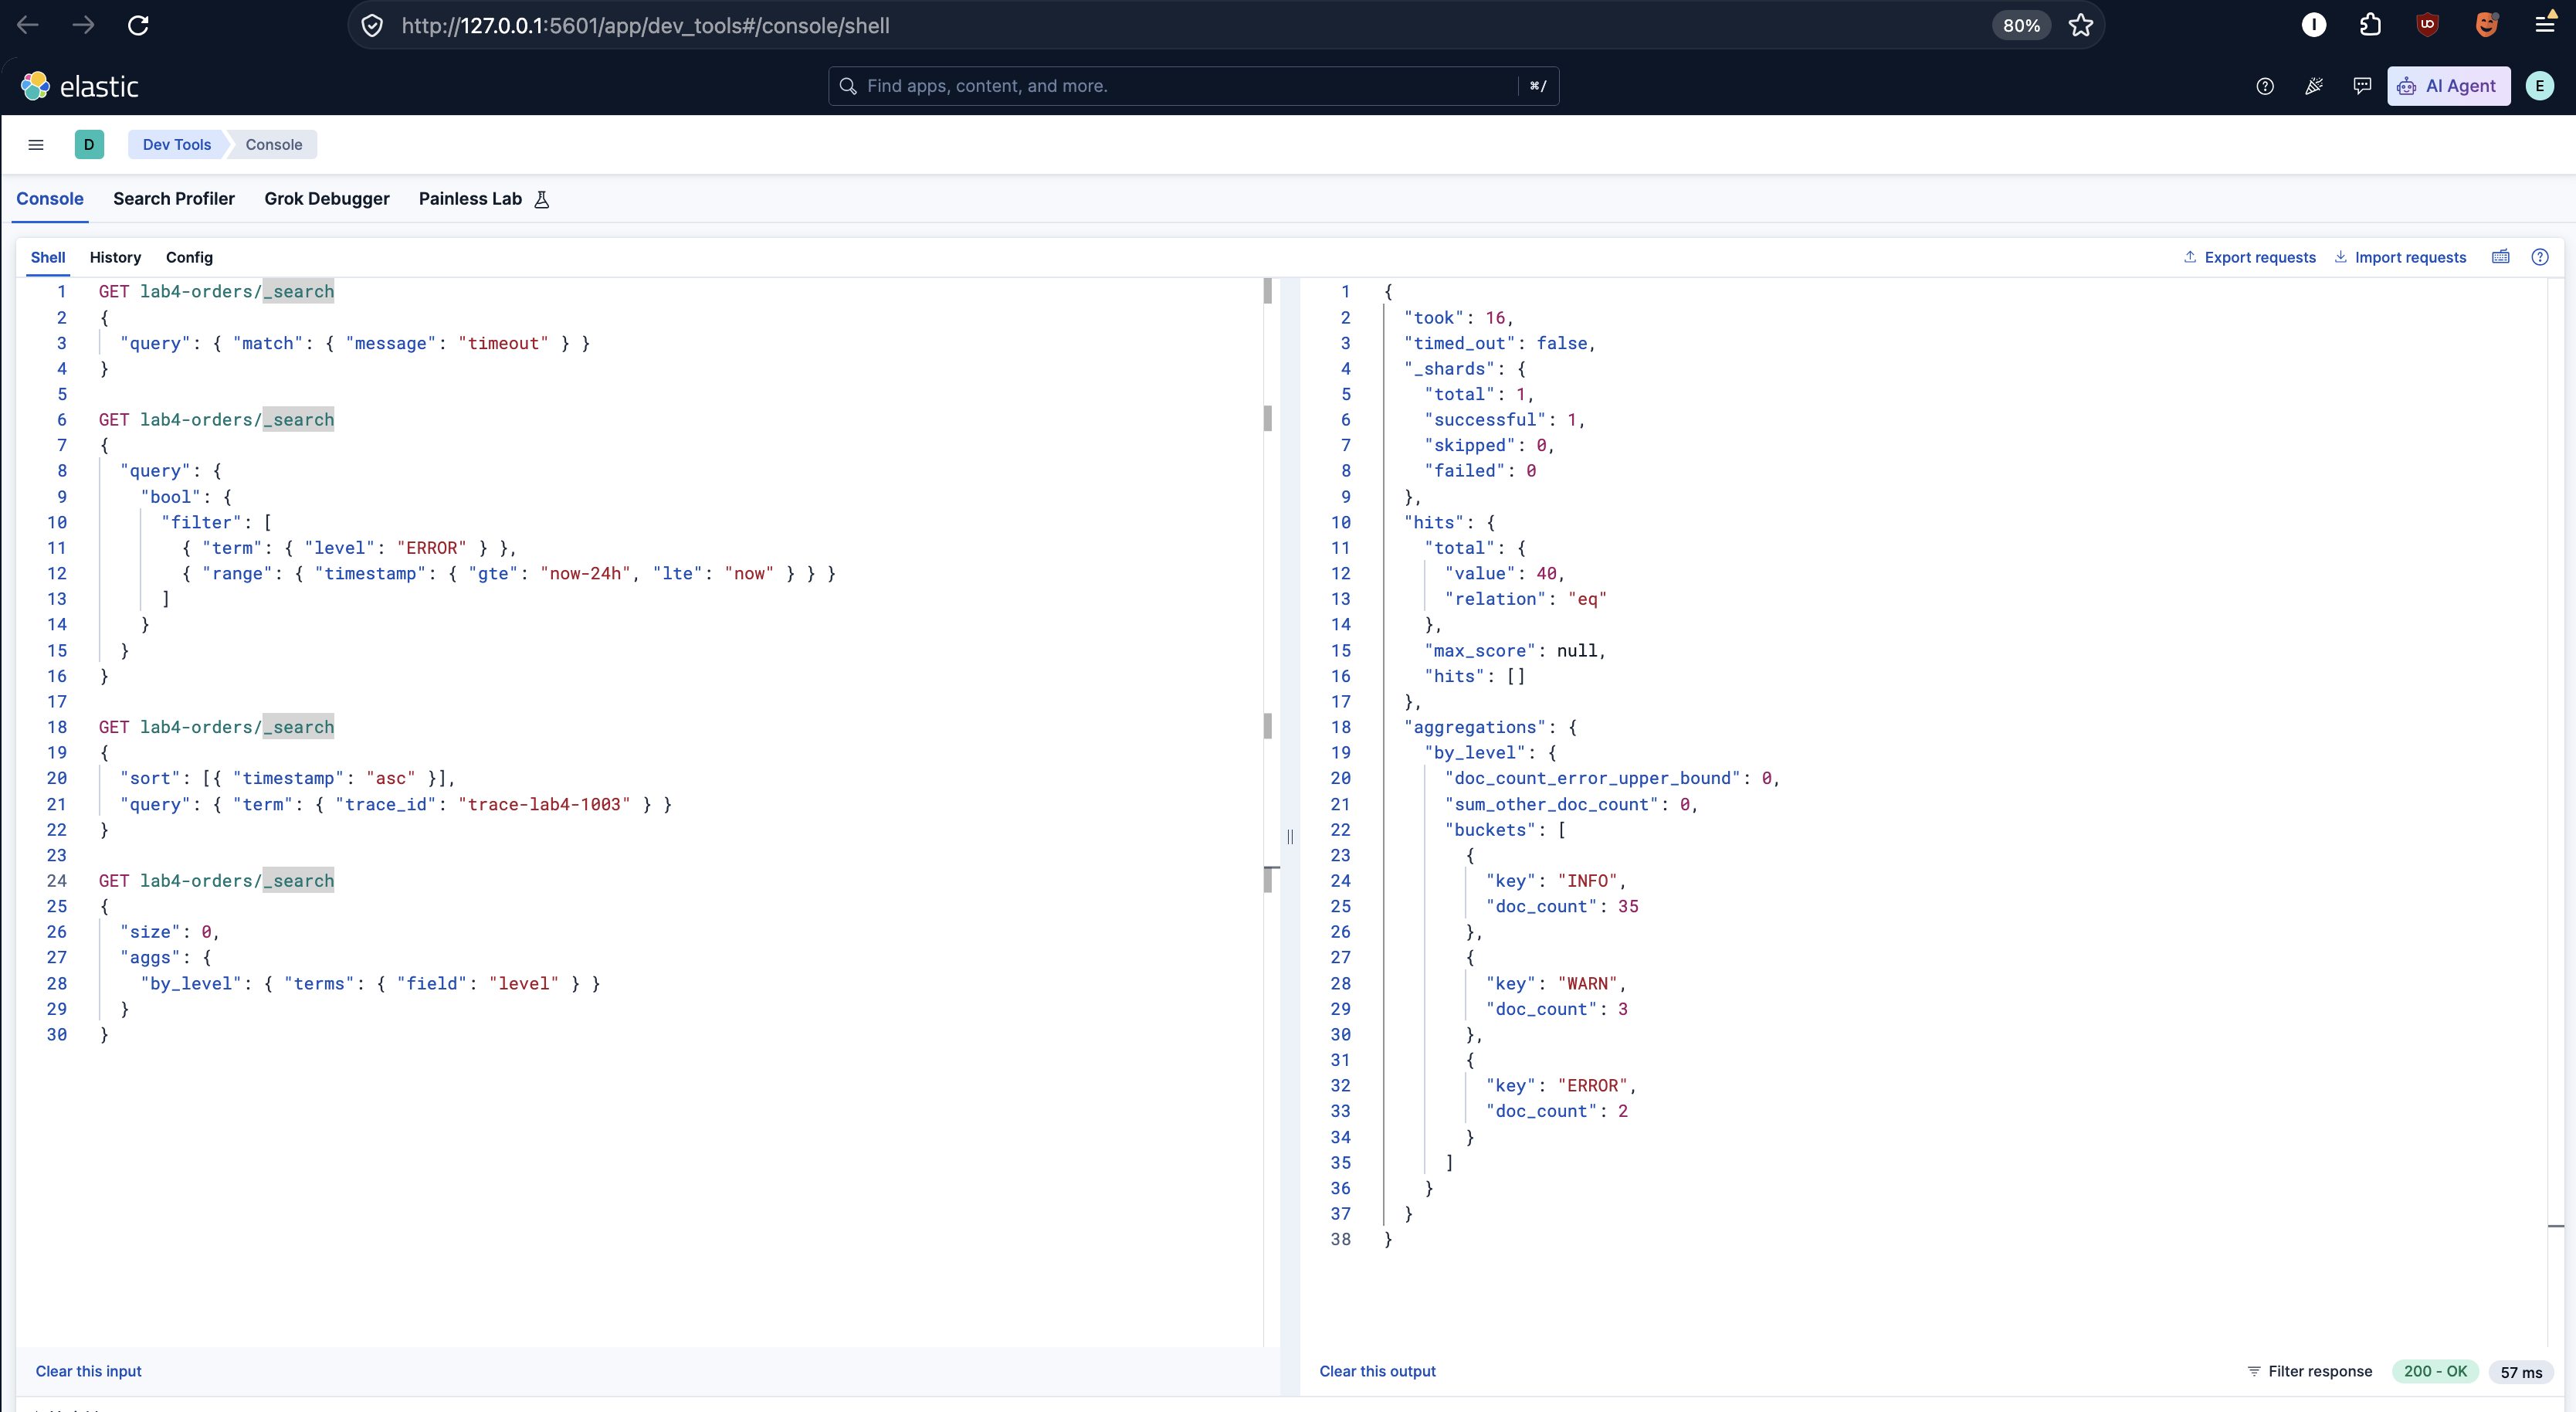 http://127.0.0.1:5601/app/dev_tools#/console/shell 80%
elastic Find apps, content, and more. ⌘/ AI Agent E
D Dev Tools Console
Console Search Profiler Grok Debugger Painless Lab
Shell History Config Export requests Import requests
1 GET lab4-orders/_search
2 {
3 "query": { "match": { "message": "timeout" } }
4 }
5
6 GET lab4-orders/_search
7 {
8 "query": {
9 "bool": {
10 "filter": [
11 { "term": { "level": "ERROR" } },
12 { "range": { "timestamp": { "gte": "now-24h", "lte": "now" } } }
13 ]
14 }
15 }
16 }
17
18 GET lab4-orders/_search
19 {
20 "sort": [{ "timestamp": "asc" }],
21 "query": { "term": { "trace_id": "trace-lab4-1003" } }
22 }
23
24 GET lab4-orders/_search
25 {
26 "size": 0,
27 "aggs": {
28 "by_level": { "terms": { "field": "level" } }
29 }
30 }
Clear this input
1 {
2 "took": 16,
3 "timed_out": false,
4 "_shards": {
5 "total": 1,
6 "successful": 1,
7 "skipped": 0,
8 "failed": 0
9 },
10 "hits": {
11 "total": {
12 "value": 40,
13 "relation": "eq"
14 },
15 "max_score": null,
16 "hits": []
17 },
18 "aggregations": {
19 "by_level": {
20 "doc_count_error_upper_bound": 0,
21 "sum_other_doc_count": 0,
22 "buckets": [
23 {
24 "key": "INFO",
25 "doc_count": 35
26 },
27 {
28 "key": "WARN",
29 "doc_count": 3
30 },
31 {
32 "key": "ERROR",
33 "doc_count": 2
34 }
35 ]
36 }
37 }
38 }
Clear this output Filter response 200 - OK 57 ms